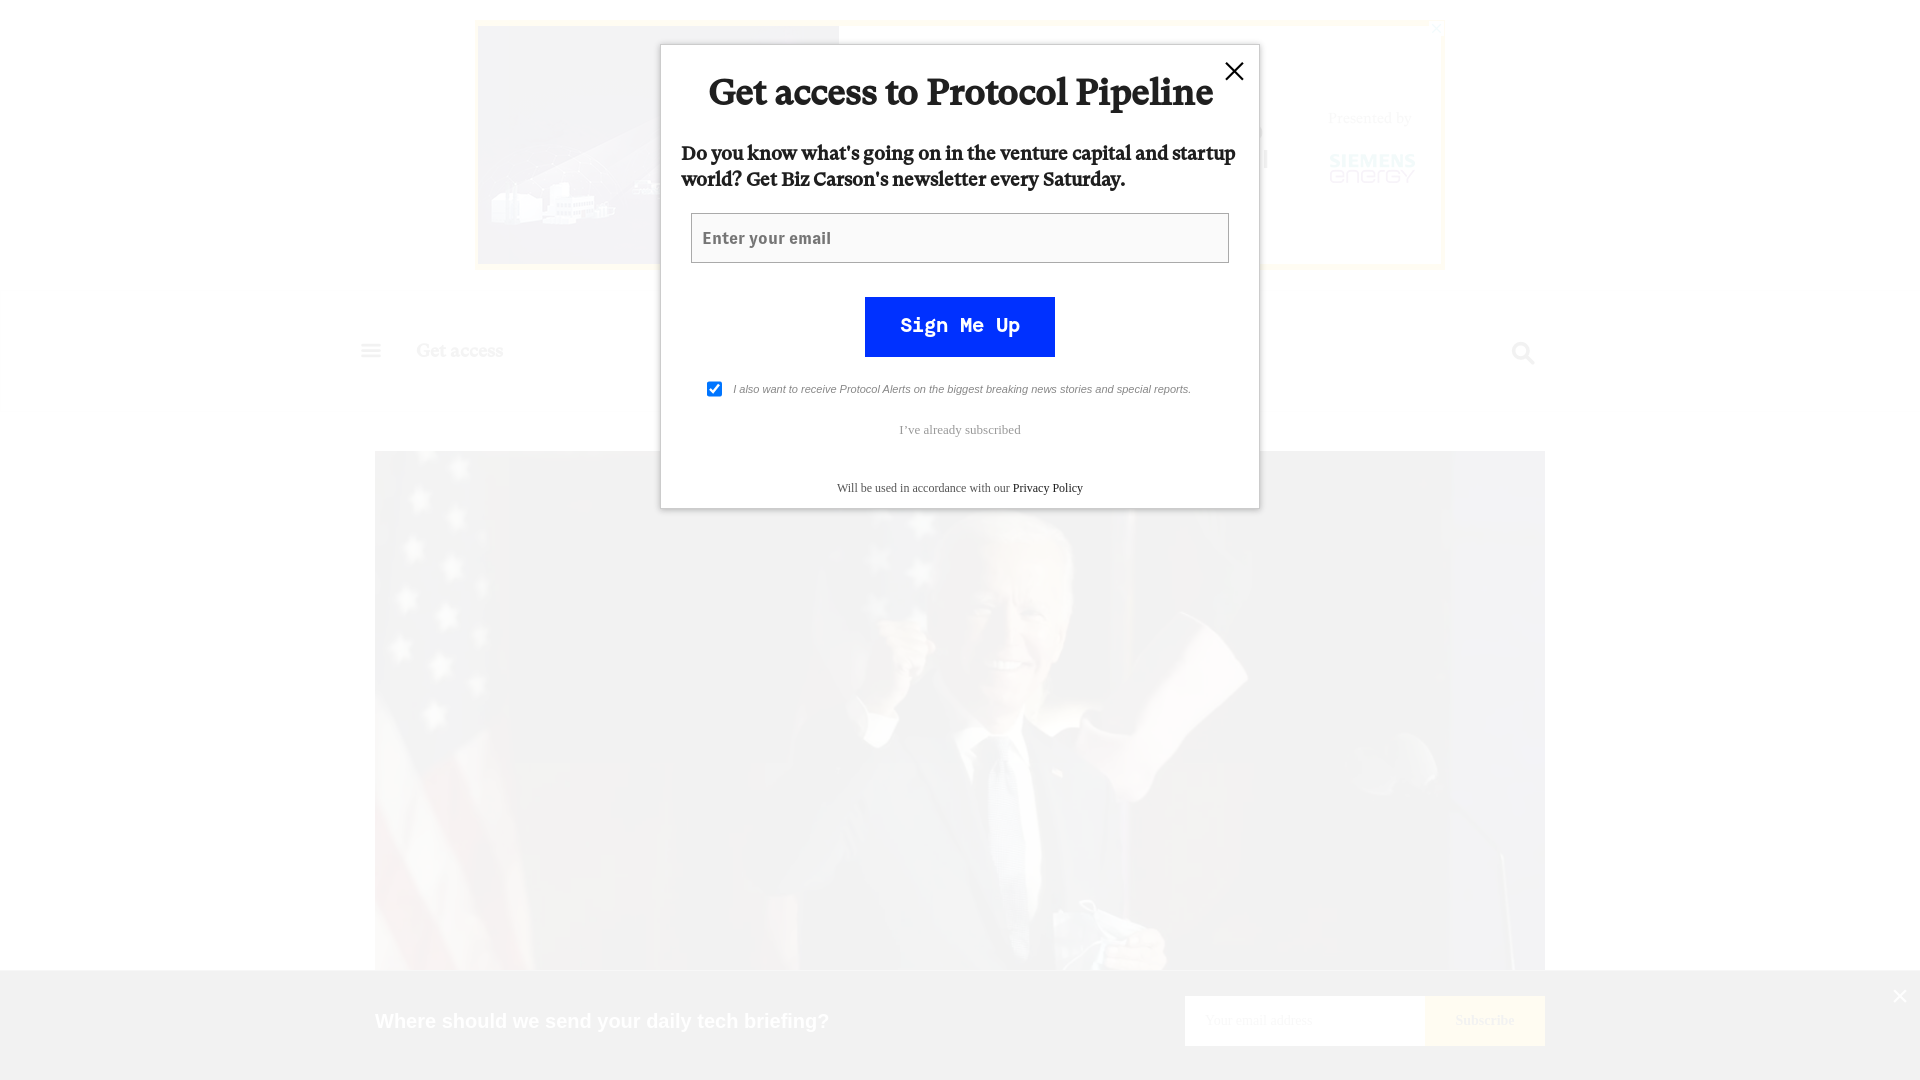 Get access to Protocol Pipeline
Do you know what's going on in the venture capital and startup
world? Get Biz Carson's newsletter every Saturday.
Enter your email
Sign Me Up
I also want to receive Protocol Alerts on the biggest breaking news stories and special reports.
I've already subscribed
Will be used in accordance with our Privacy Policy
Presented by
SIEMENS
energy
Get access
Where should we send your daily tech briefing?
Your email address
Subscribe